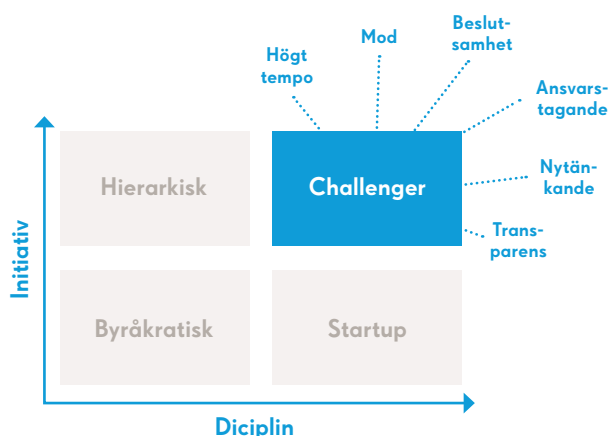 Högt
tempo
Mod
Beslut-
samhet
Ansvars-
tagande
Nytän-
kande
Trans-
parens
Hierarkisk
Challenger
Byråkratisk
Startup
Initiativ
Diciplin